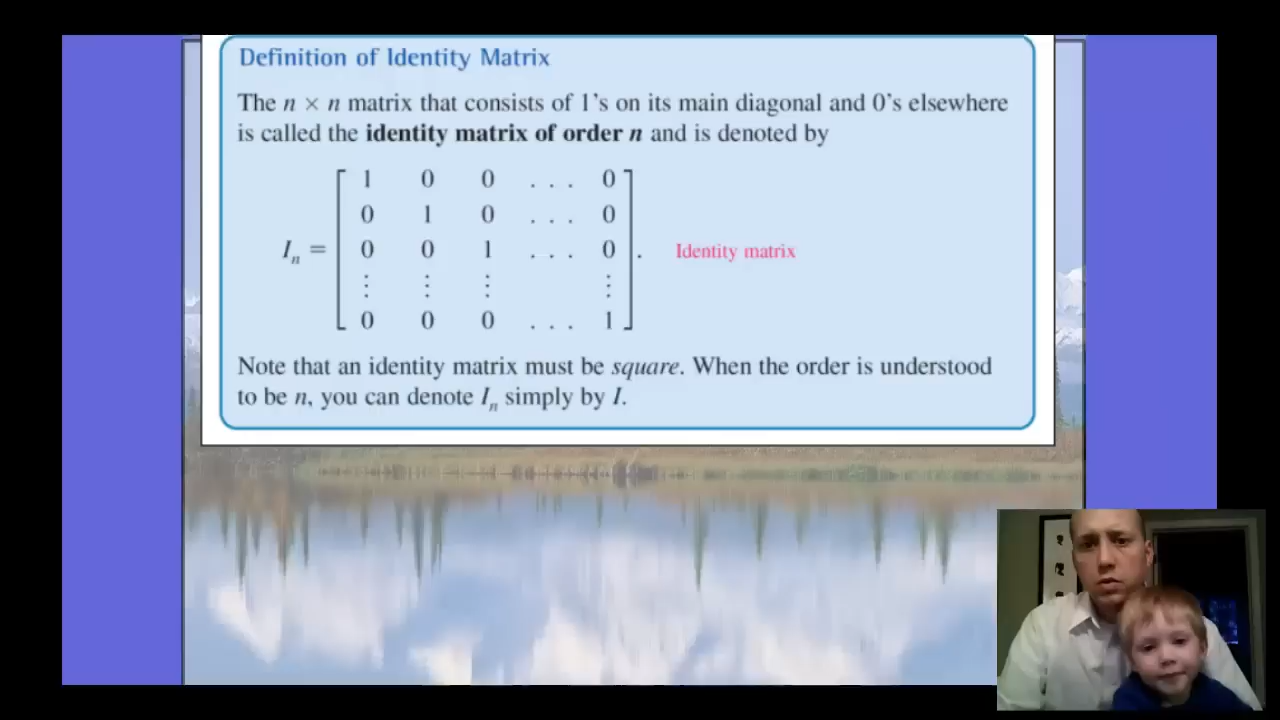 Definition of Identity Matrix
The n × n matrix that consists of 1's on its main diagonal and 0's elsewhere
is called the identity matrix of order n and is denoted by
1 0 0 . . . 0
0 1 0 . . . 0
I_n = 0 0 1 . . . 0 . Identity matrix
⋮ ⋮ ⋮ ⋮
0 0 0 . . . 1
Note that an identity matrix must be square. When the order is understood
to be n, you can denote I_n simply by I.